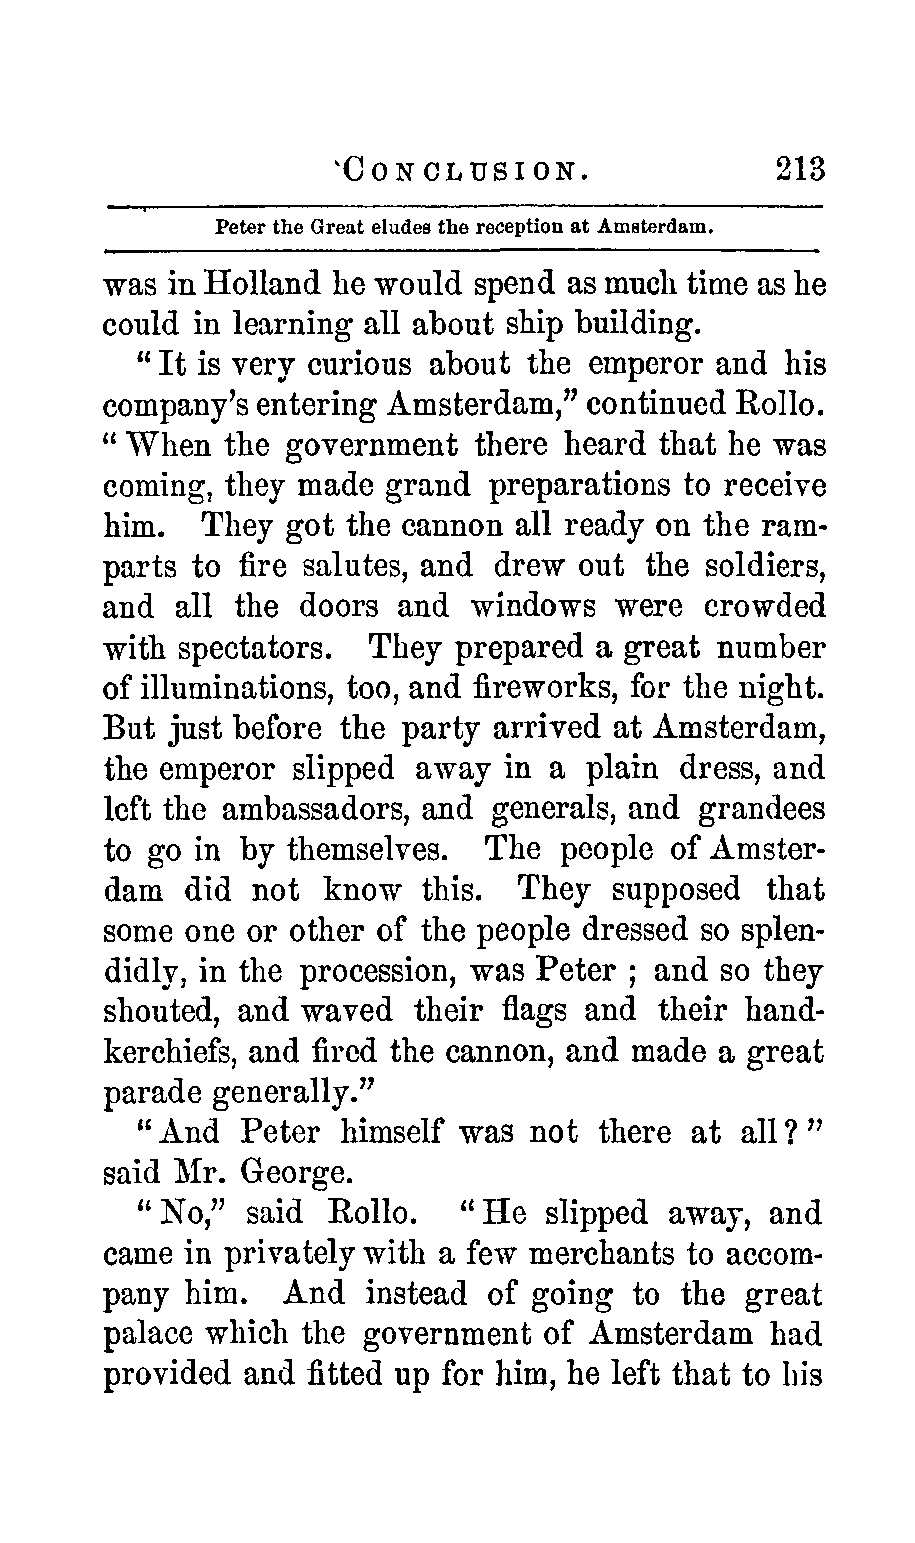 CONCLUSION. 213
Peter the Great eludes the reception at Amsterdam.
was in Holland he would spend as much time as he
could in learning all about ship building.
"It is very curious about the emperor and his
company's entering Amsterdam," continued Rollo.
"When the government there heard that he was
coming, they made grand preparations to receive
him. They got the cannon all ready on the ram-
parts to fire salutes, and drew out the soldiers,
and all the doors and windows were crowded
with spectators. They prepared a great number
of illuminations, too, and fireworks, for the night.
But just before the party arrived at Amsterdam,
the emperor slipped away in a plain dress, and
left the ambassadors, and generals, and grandees
to go in by themselves. The people of Amster-
dam did not know this. They supposed that
some one or other of the people dressed so splen-
didly, in the procession, was Peter ; and so they
shouted, and waved their flags and their hand-
kerchiefs, and fired the cannon, and made a great
parade generally."
"And Peter himself was not there at all?"
said Mr. George.
"No," said Rollo. "He slipped away, and
came in privately with a few merchants to accom-
pany him. And instead of going to the great
palace which the government of Amsterdam had
provided and fitted up for him, he left that to his